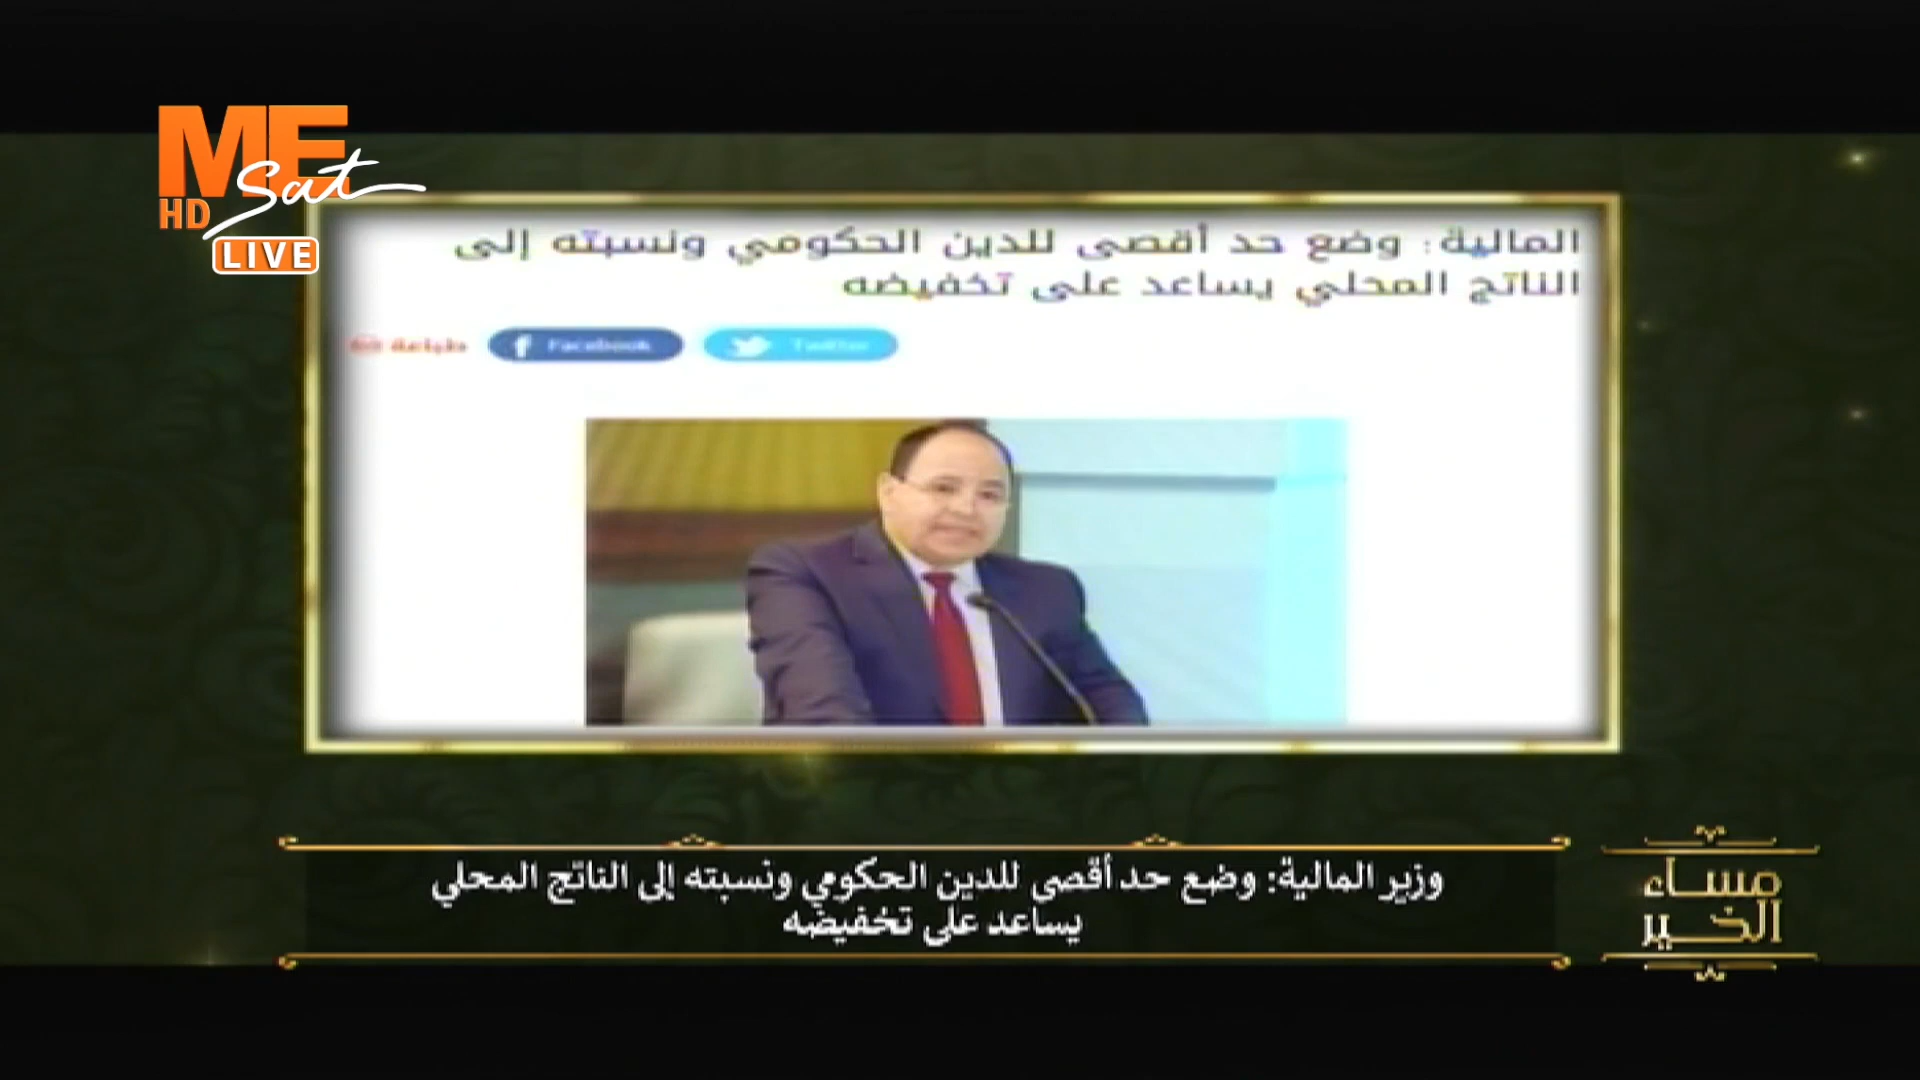 ME
Sat
HD
LIVE
المالية: وضع حد أقصى للدين الحكومي ونسبته إلى
الناتج المحلي يساعد على تخفيضه
طباعة
Facebook
Twitter
وزير المالية: وضع حد أقصى للدين الحكومي ونسبته إلى الناتج المحلي
يساعد على تخفيضه
مساء
الخير